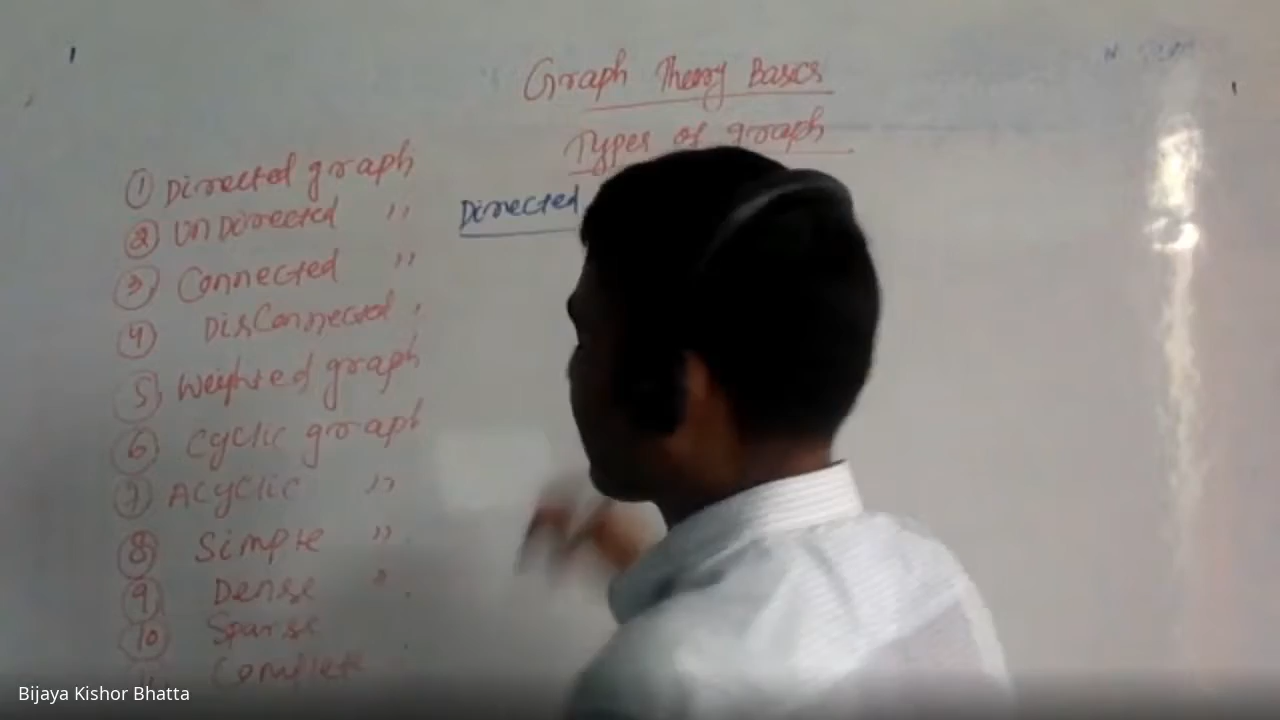 Graph Theory Basics
Types of graph
① Directed graph
② UnDirected "
③ Connected "
④ DisConnected "
⑤ Weighted graph
⑥ Cyclic graph
⑦ Acyclic "
⑧ Simple "
⑨ Dense "
⑩ Sparse
Complete
Directed
Bijaya Kishor Bhatta